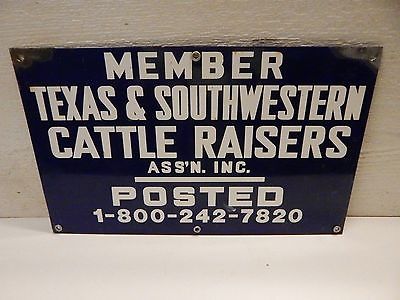 MEMBER
TEXAS & SOUTHWESTERN
CATTLE RAISERS
ASS'N. INC.
POSTED
1-800-242-7820